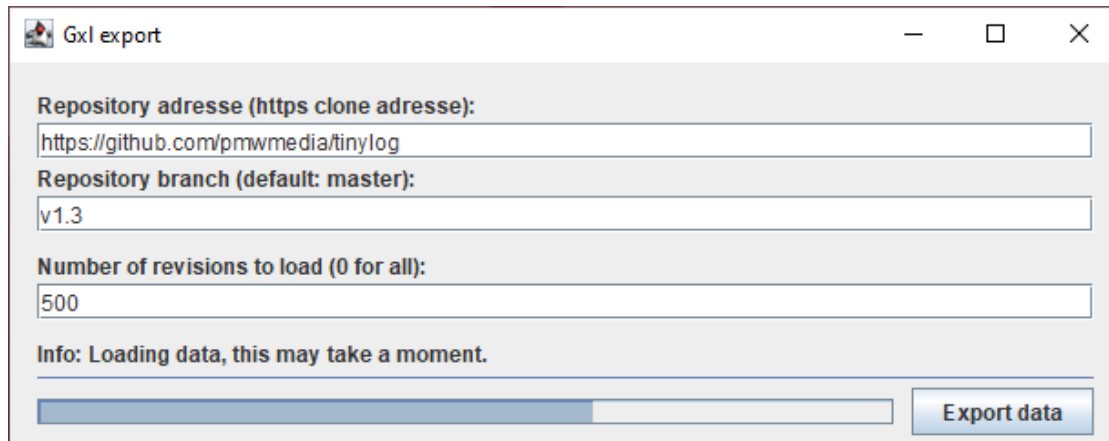 Gxl export
Repository adresse (https clone adresse):
https://github.com/pmwmedia/tinylog
Repository branch (default: master):
v1.3
Number of revisions to load (0 for all):
500
Info: Loading data, this may take a moment.
Export data